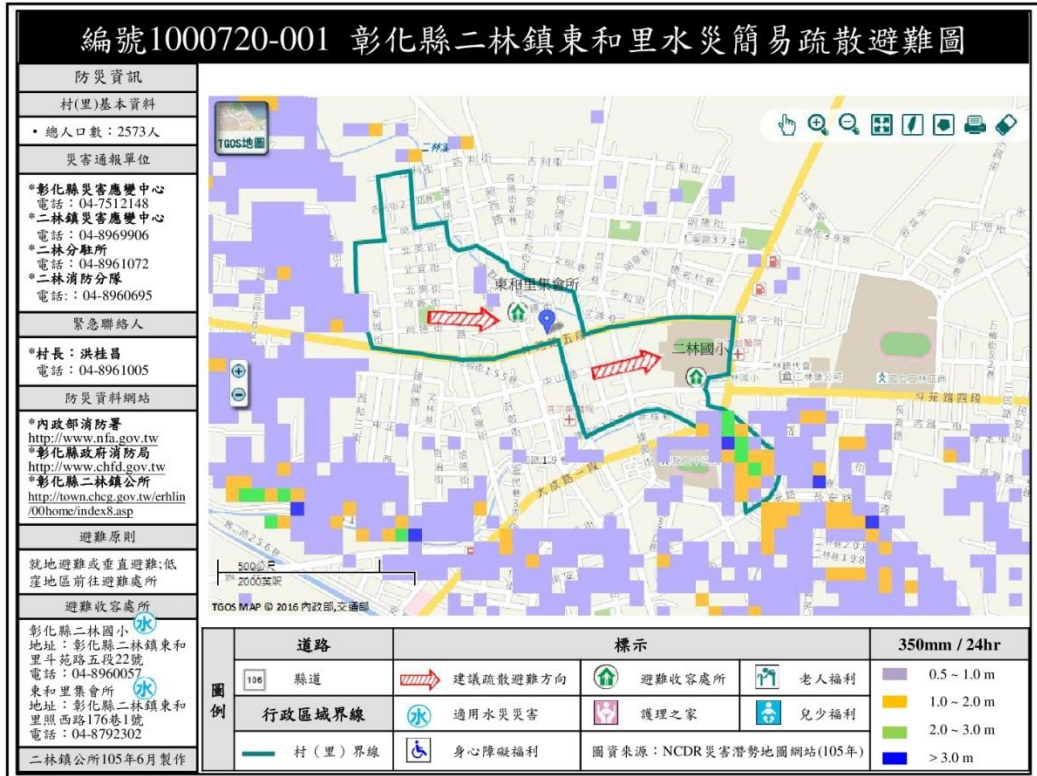 編號1000720-001 彰化縣二林鎮東和里水災簡易疏散避難圖
防災資訊
村(里)基本資料
• 總人口數：2573人
災害通報單位
*彰化縣災害應變中心
電話：04-7512148
*二林鎮災害應變中心
電話：04-8969906
*二林分駐所
電話：04-8961072
*二林消防分隊
電話:：04-8960695
緊急聯絡人
*村長：洪桂昌
電話：04-8961005
防災資料網站
*內政部消防署
http://www.nfa.gov.tw
*彰化縣政府消防局
http://www.chfd.gov.tw
*彰化縣二林鎮公所
http://town.chcg.gov.tw/erhlin
/00home/index8.asp
避難原則
就地避難或垂直避難;低
窪地區前往避難處所
避難收容處所
彰化縣二林國小 水
地址：彰化縣二林鎮東和
里斗苑路五段22號
電話：04-8960057
東和里集會所 水
地址：彰化縣二林鎮東和
里照西路176巷1號
電話：04-8792302
二林鎮公所105年6月製作
TGOS地圖
二林溪
吉利街
東和里集會所
斗苑路五段
二林國小
二林國小
斗苑路四段
大成路一段
500公尺
2000英呎
TGOS MAP © 2016 內政部,交通部
圖例
道路
標示
350mm / 24hr
106 縣道
建議疏散避難方向
避難收容處所
老人福利
0.5 ~ 1.0 m
行政區域界線
水 適用水災災害
護理之家
兒少福利
1.0 ~ 2.0 m
2.0 ~ 3.0 m
村（里）界線
身心障礙福利
圖資來源：NCDR災害潛勢地圖網站(105年)
> 3.0 m